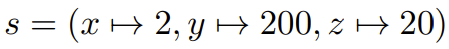 s = (x ↦ 2, y ↦ 200, z ↦ 20)